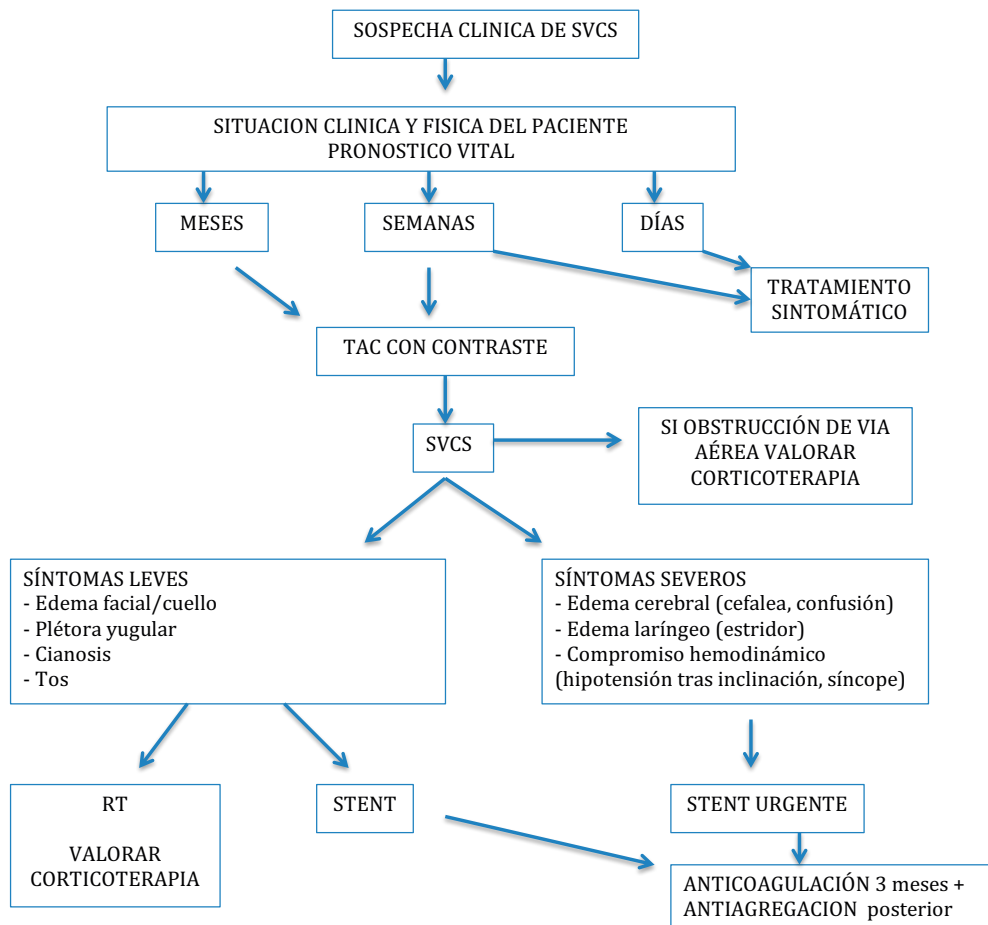 SOSPECHA CLINICA DE SVCS
SITUACION CLINICA Y FISICA DEL PACIENTE
PRONOSTICO VITAL
MESES
SEMANAS
DÍAS
TRATAMIENTO
SINTOMÁTICO
TAC CON CONTRASTE
SVCS
SI OBSTRUCCIÓN DE VIA
AÉREA VALORAR
CORTICOTERAPIA
SÍNTOMAS LEVES
- Edema facial/cuello
- Plétora yugular
- Cianosis
- Tos
SÍNTOMAS SEVEROS
- Edema cerebral (cefalea, confusión)
- Edema laríngeo (estridor)
- Compromiso hemodinámico
(hipotensión tras inclinación, síncope)
RT
VALORAR
CORTICOTERAPIA
STENT
STENT URGENTE
ANTICOAGULACIÓN 3 meses +
ANTIAGREGACION posterior